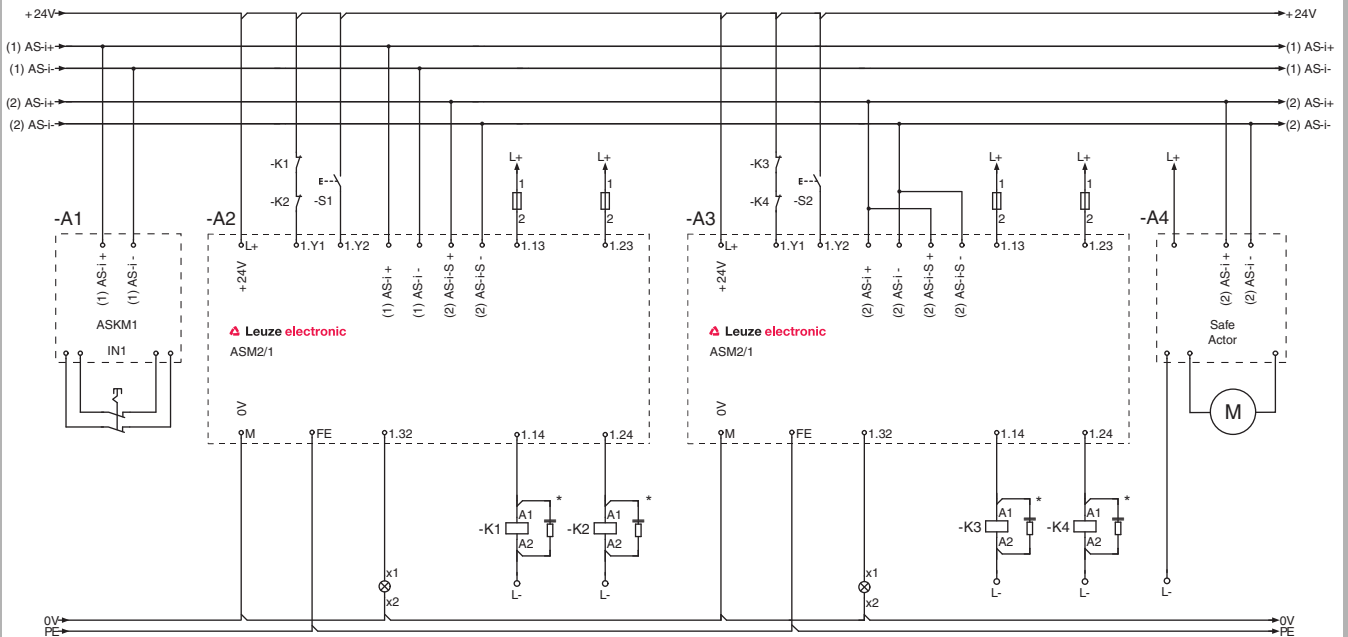 +24V +24V
(1) AS-i+ (1) AS-i+
(1) AS-i- (1) AS-i-
(2) AS-i+ (2) AS-i+
(2) AS-i- (2) AS-i-
L+ L+ L+ L+ L+
-K1 -K3
1 1 1 1
E E
-K2 -S1 -K4 -S2
2 2 2 2
-A1 -A2 -A3 -A4
L+ 1.Y1 1.Y2 1.13 1.23 L+ 1.Y1 1.Y2 1.13 1.23
(1) AS-i +
(1) AS-i -
+24V
(1) AS-i +
(1) AS-i -
(2) AS-i-S +
(2) AS-i-S -
+24V
(2) AS-i +
(2) AS-i -
(2) AS-i-S +
(2) AS-i-S -
(2) AS-i +
(2) AS-i -
ASKM1
IN1
Leuze electronic
ASM2/1
Leuze electronic
ASM2/1
Safe
Actor
M
0V 0V
M FE 1.32 1.14 1.24 M FE 1.32 1.14 1.24
* * * *
A1 A1 A1 A1
-K1 -K2 -K3 -K4
A2 A2 A2 A2
x1 x1
L- L- L- L- L-
x2 x2
0V 0V
PE PE